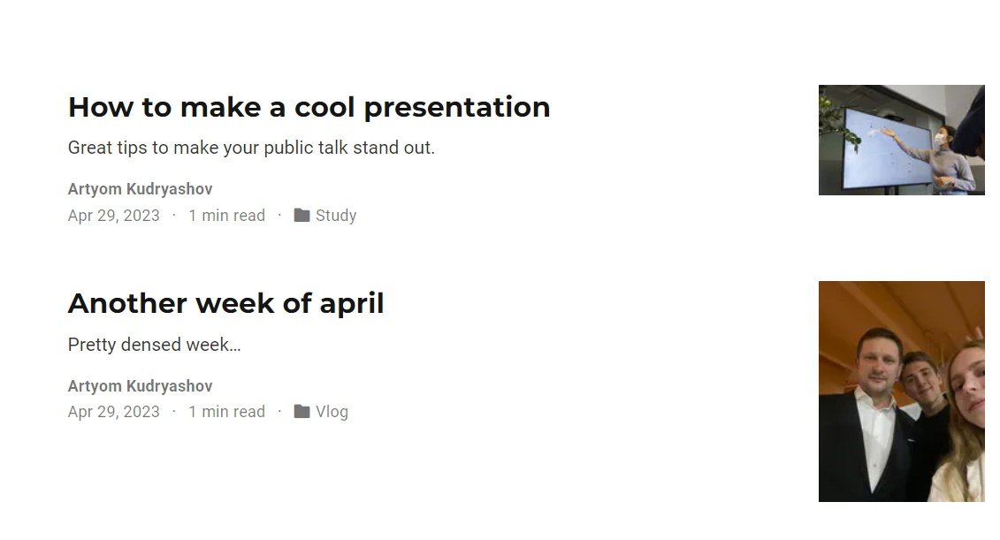 How to make a cool presentation
Great tips to make your public talk stand out.
Artyom Kudryashov
Apr 29, 2023 · 1 min read · Study
Another week of april
Pretty densed week…
Artyom Kudryashov
Apr 29, 2023 · 1 min read · Vlog